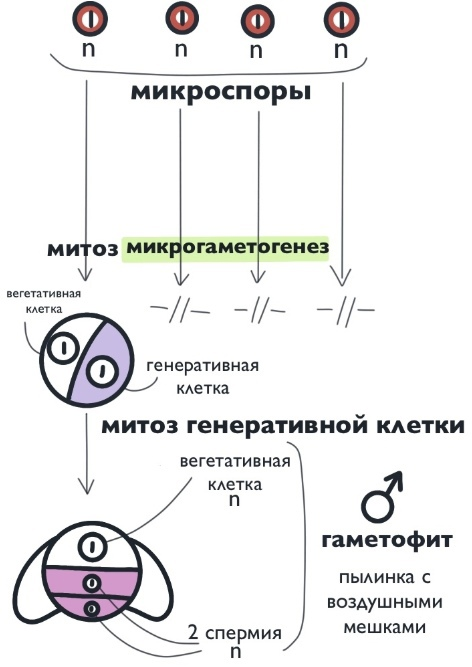 n n n n
микроспоры
митоз микрогаметогенез
вегетативная
клетка
генеративная
клетка
митоз генеративной клетки
вегетативная
клетка
n
гаметофит
пылинка с
воздушными
мешками
2 спермия
n